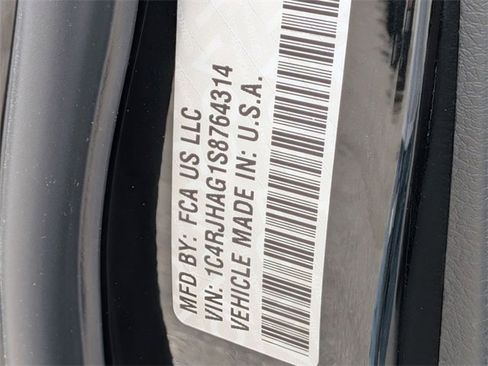 MFD BY: FCA US LLC
VIN: 1C4RJHAG1S8764314
VEHICLE MADE IN: U.S.A.